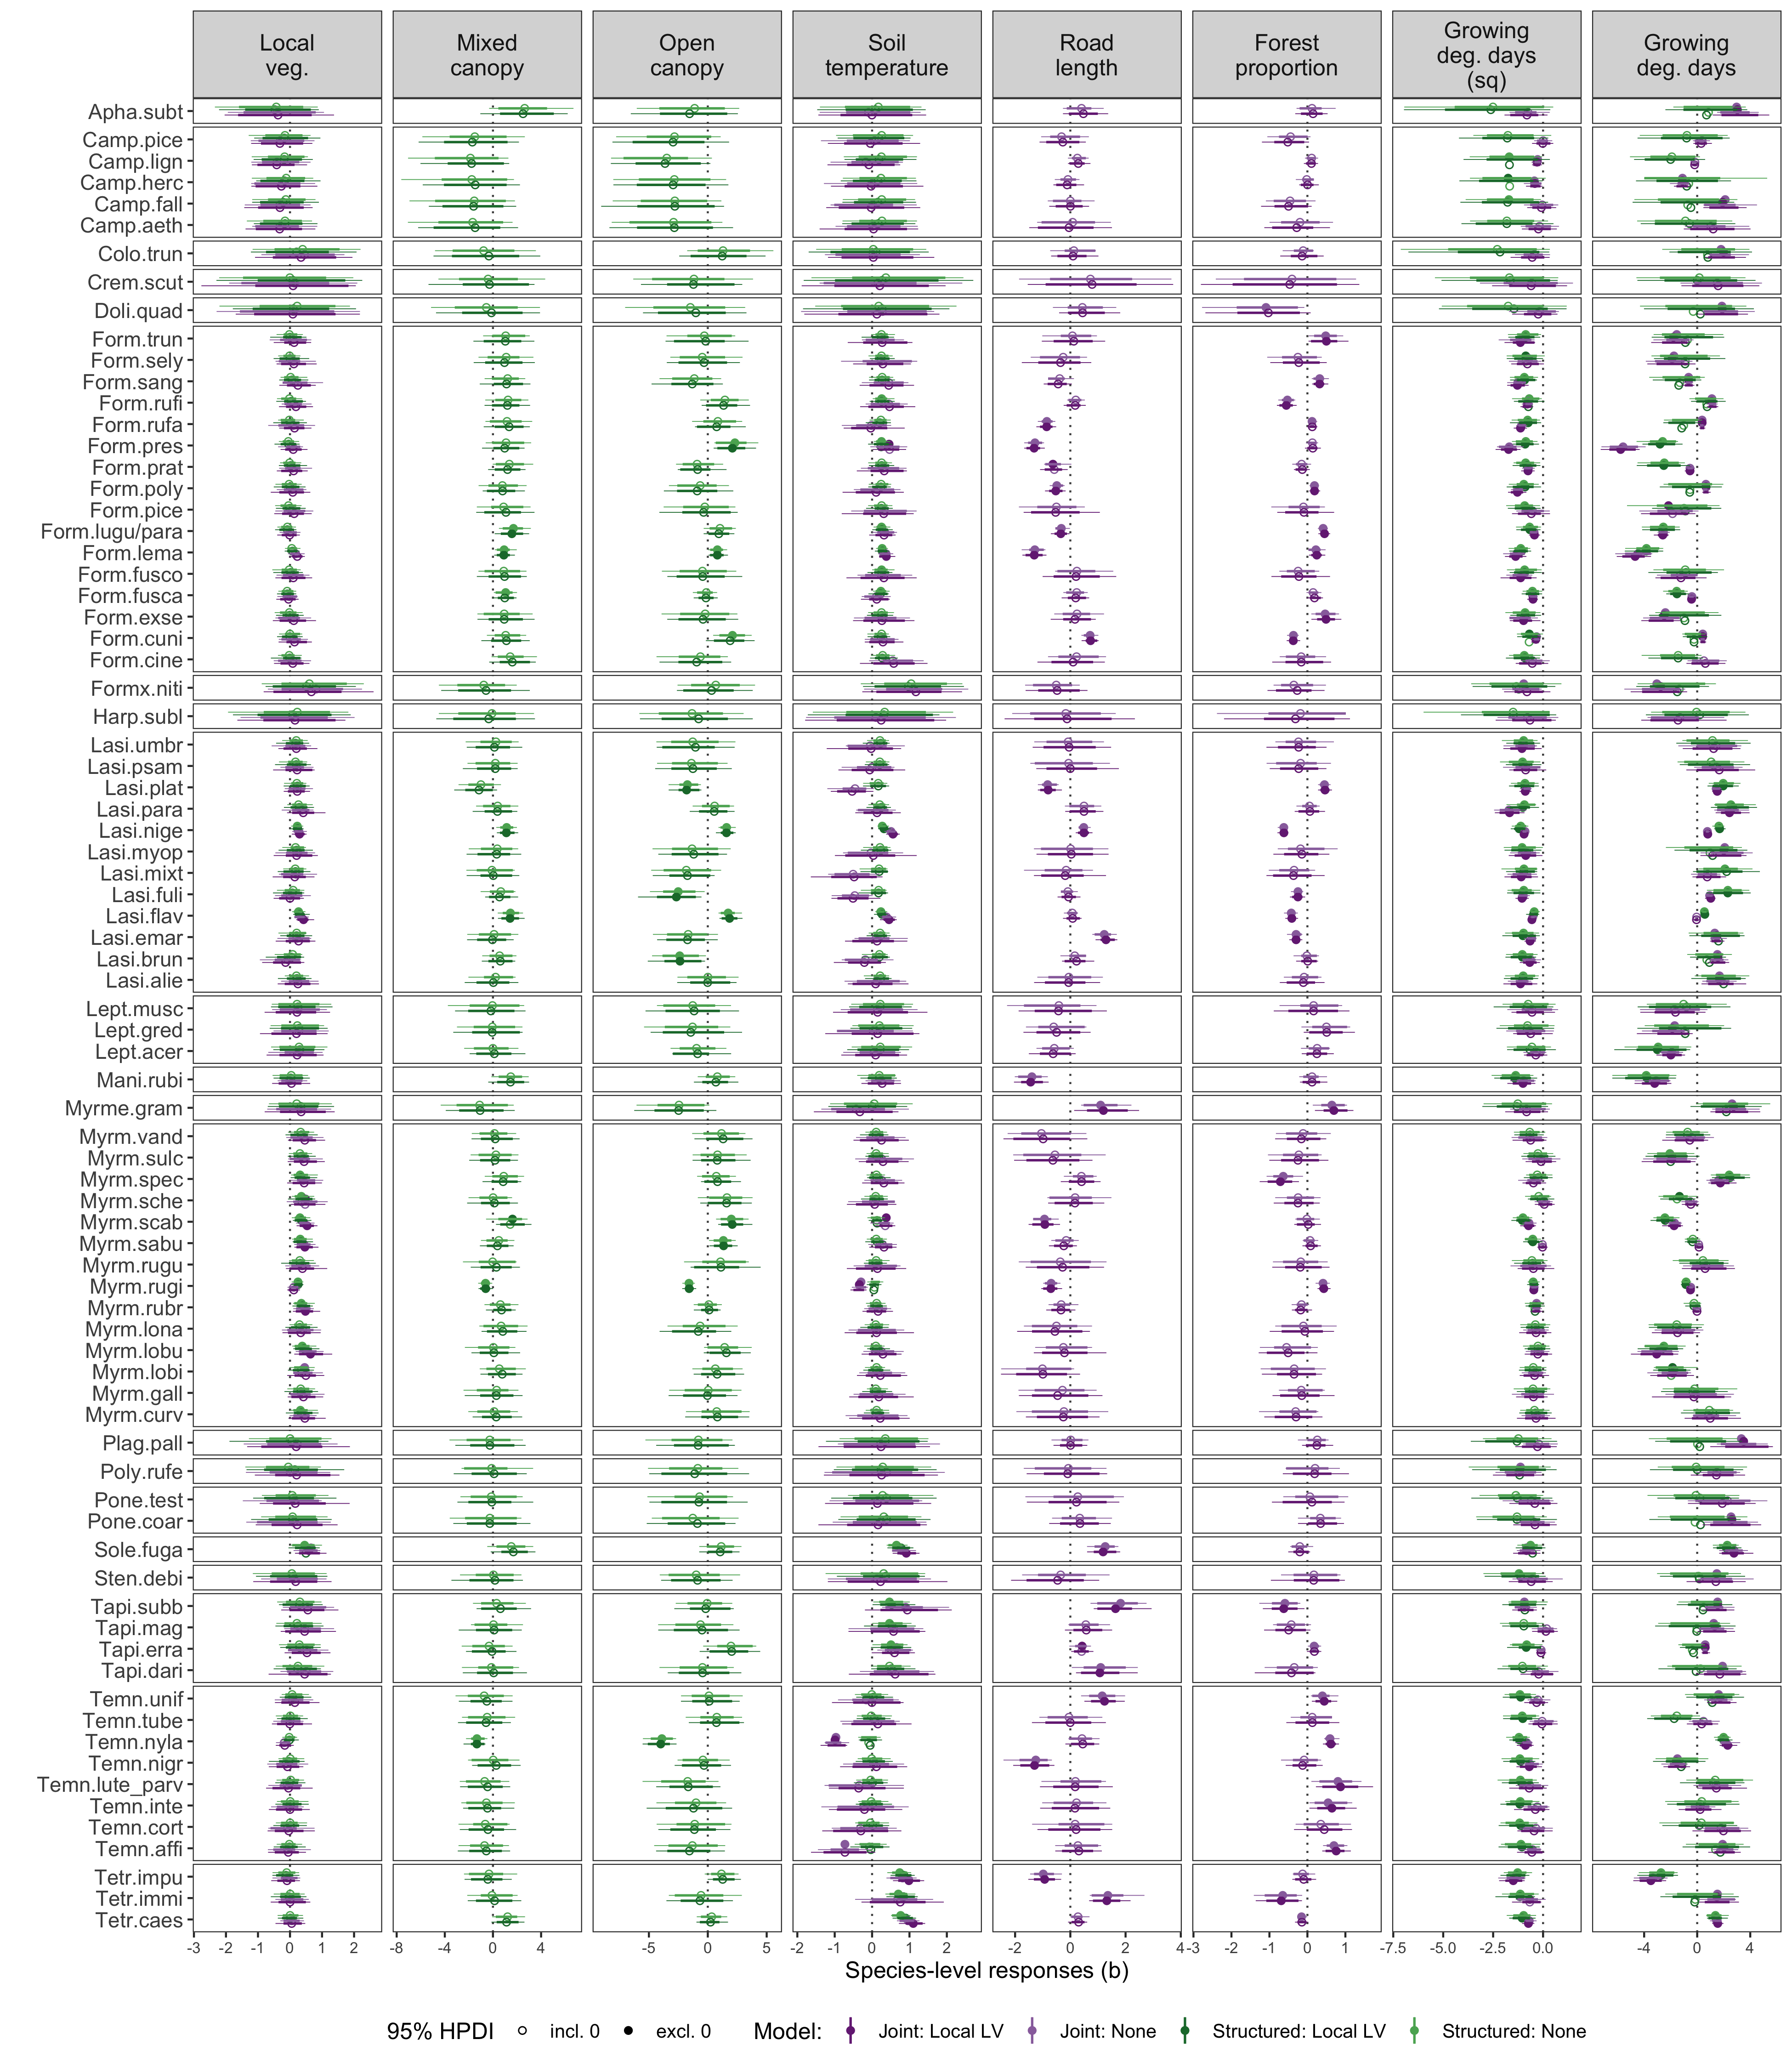 Local
veg.
Mixed
canopy
Open
canopy
Soil
temperature
Road
length
Forest
proportion
Growing
deg. days
(sq)
Growing
deg. days
Apha.subt
Camp.pice
Camp.lign
Camp.herc
Camp.fall
Camp.aeth
Colo.trun
Crem.scut
Doli.quad
Form.trun
Form.sely
Form.sang
Form.rufi
Form.rufa
Form.pres
Form.prat
Form.poly
Form.pice
Form.lugu/para
Form.lema
Form.fusco
Form.fusca
Form.exse
Form.cuni
Form.cine
Formx.niti
Harp.subl
Lasi.umbr
Lasi.psam
Lasi.plat
Lasi.para
Lasi.nige
Lasi.myop
Lasi.mixt
Lasi.fuli
Lasi.flav
Lasi.emar
Lasi.brun
Lasi.alie
Lept.musc
Lept.gred
Lept.acer
Mani.rubi
Myrme.gram
Myrm.vand
Myrm.sulc
Myrm.spec
Myrm.sche
Myrm.scab
Myrm.sabu
Myrm.rugu
Myrm.rugi
Myrm.rubr
Myrm.lona
Myrm.lobu
Myrm.lobi
Myrm.gall
Myrm.curv
Plag.pall
Poly.rufe
Pone.test
Pone.coar
Sole.fuga
Sten.debi
Tapi.subb
Tapi.mag
Tapi.erra
Tapi.dari
Temn.unif
Temn.tube
Temn.nyla
Temn.nigr
Temn.lute_parv
Temn.inte
Temn.cort
Temn.affi
Tetr.impu
Tetr.immi
Tetr.caes
-3 -2 -1 0 1 2 -8 -4 0 4 -5 0 5 -2 -1 0 1 2 -2 0 2 4 -3 -2 -1 0 1 -7.5 -5.0 -2.5 0.0 -4 0 4
Species-level responses (b)
95% HPDI incl. 0 excl. 0 Model: Joint: Local LV Joint: None Structured: Local LV Structured: None